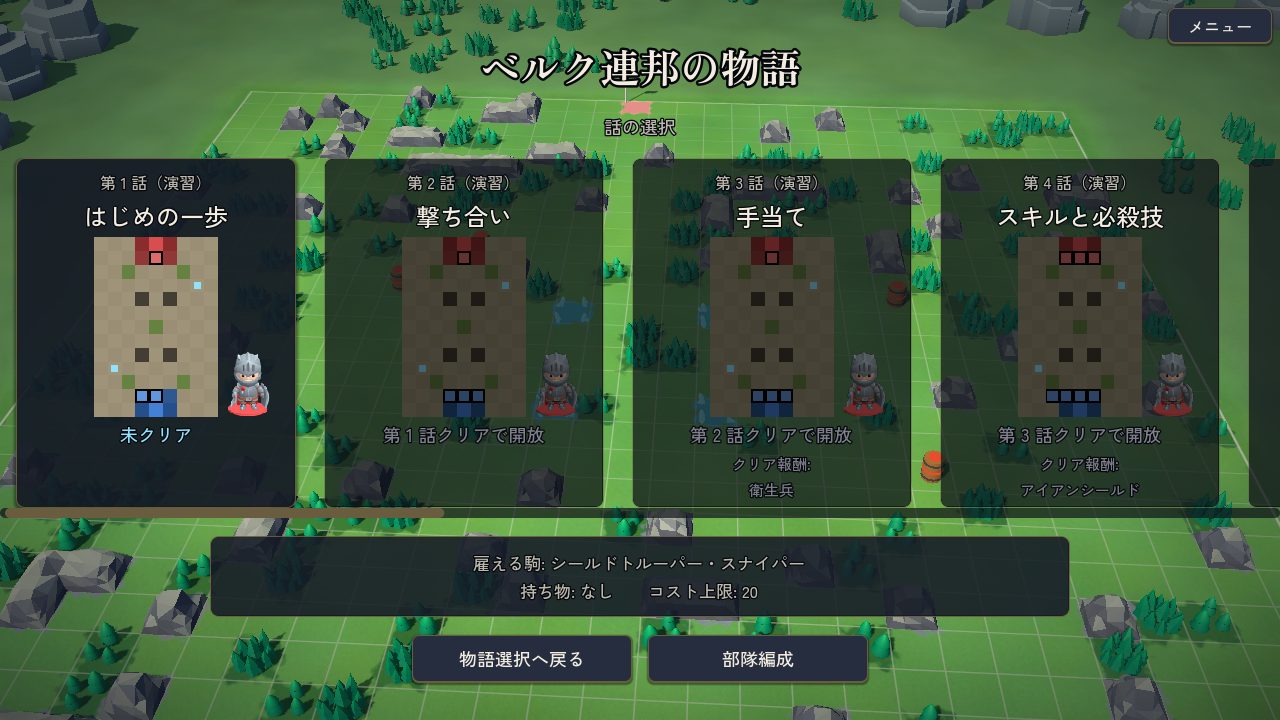 メニュー
ベルク連邦の物語
話の選択
第1話（演習）
はじめの一歩
未クリア
第2話（演習）
撃ち合い
第1話クリアで開放
第3話（演習）
手当て
第2話クリアで開放
クリア報酬:
衛生兵
第4話（演習）
スキルと必殺技
第3話クリアで開放
クリア報酬:
アイアンシールド
雇える駒: シールドトルーパー・スナイパー
持ち物: なし　　コスト上限: 20
物語選択へ戻る
部隊編成